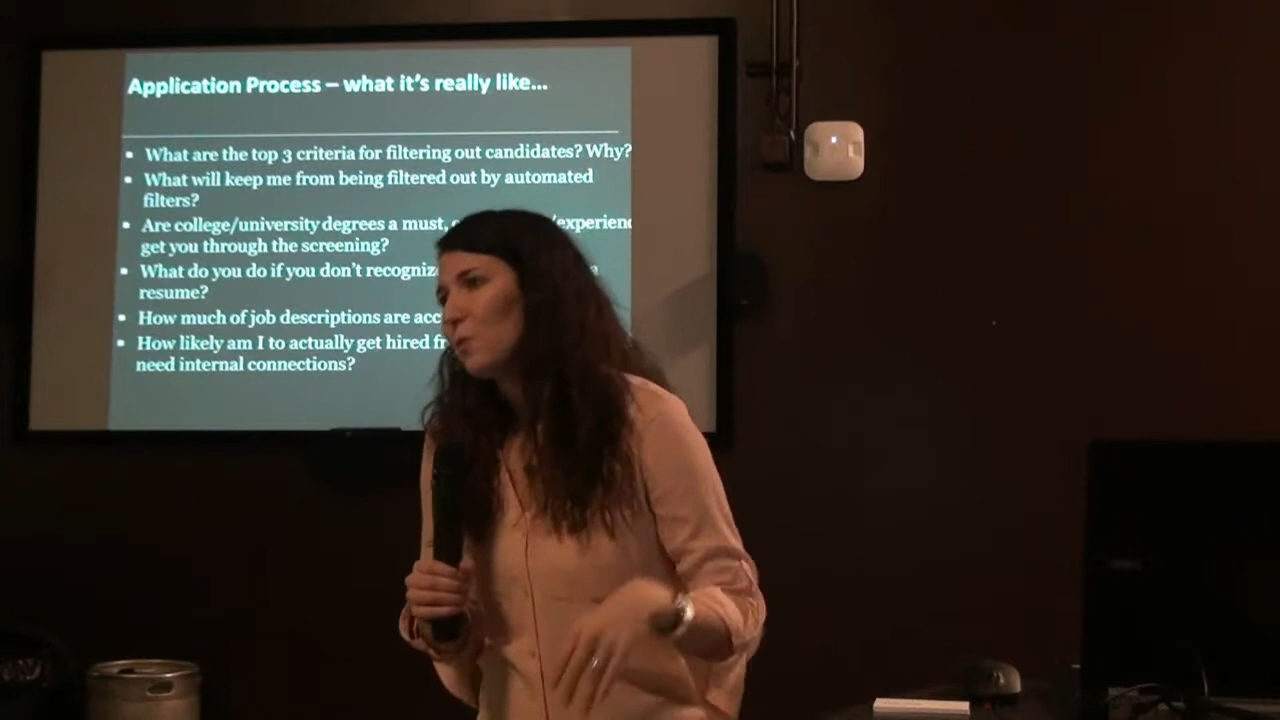 Application Process – what it's really like...
▪ What are the top 3 criteria for filtering out candidates? Why?
▪ What will keep me from being filtered out by automated
filters?
▪ Are college/university degrees a must, /experienc
get you through the screening?
▪ What do you do if you don't recognize
resume?
▪ How much of job descriptions are acc
▪ How likely am I to actually get hired fr
need internal connections?